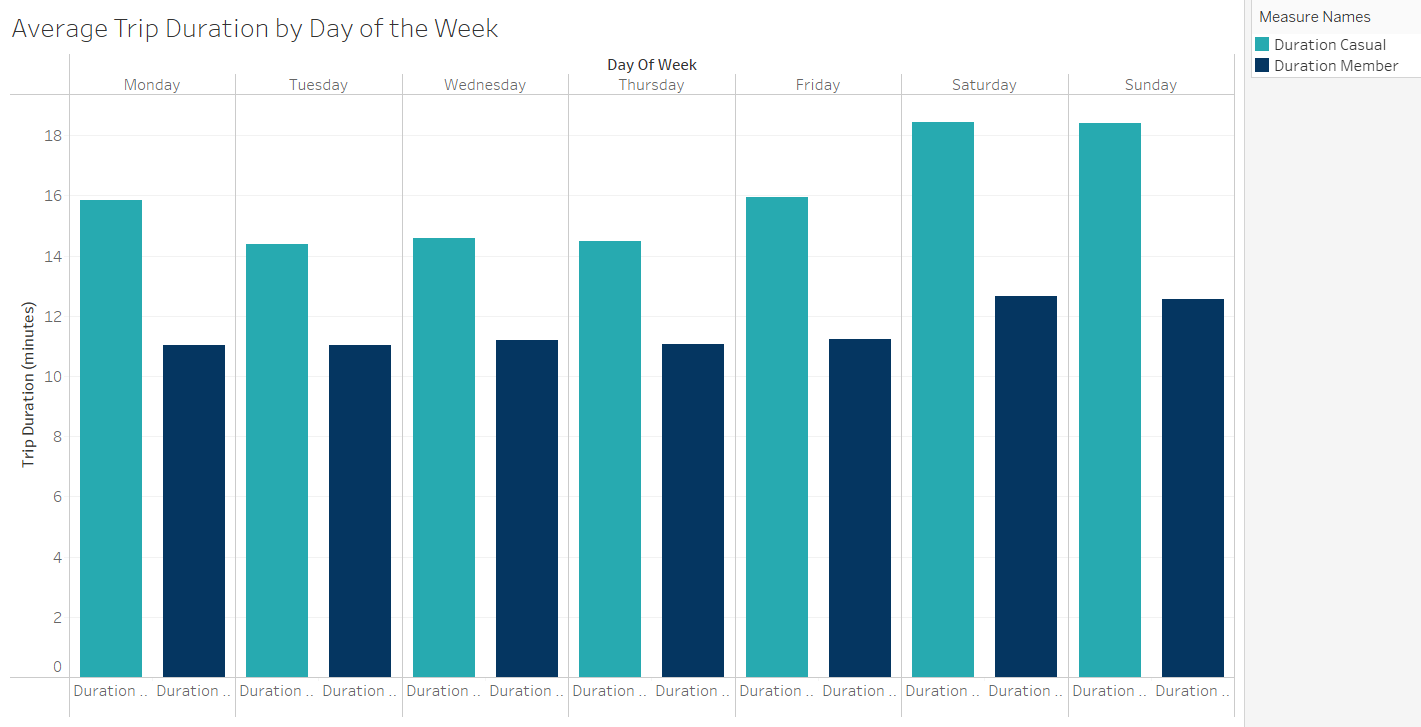 Average Trip Duration by Day of the Week
Measure Names
Duration Casual
Duration Member
Day Of Week
Monday Tuesday Wednesday Thursday Friday Saturday Sunday
Trip Duration (minutes)
18
16
14
12
10
8
6
4
2
0
Duration .. Duration .. Duration .. Duration .. Duration .. Duration .. Duration .. Duration .. Duration .. Duration .. Duration .. Duration .. Duration .. Duration ..